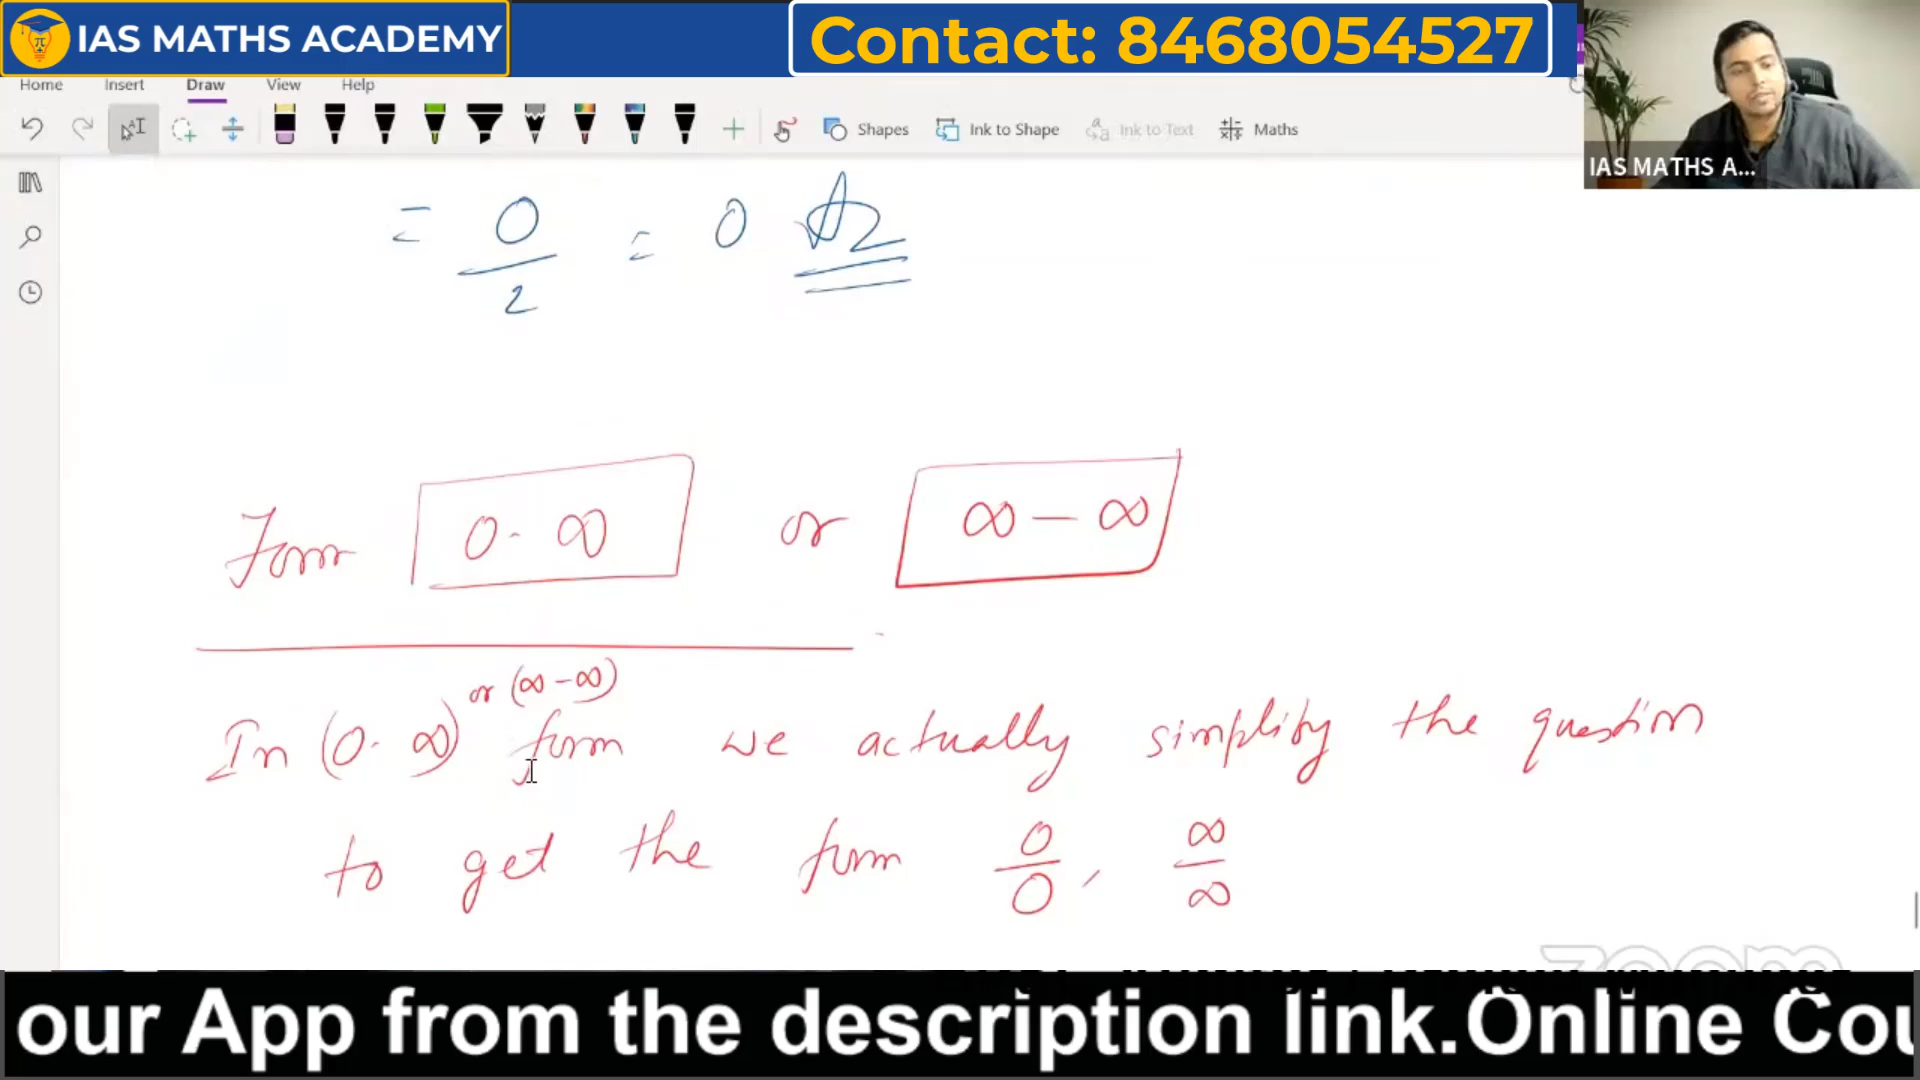 IAS MATHS ACADEMY
Contact: 8468054527
Home Insert Draw View Help
Shapes Ink to Shape Ink to Text Maths
IAS MATHS A...
= 0/2 = 0 Az
Form 0 · ∞ or ∞ − ∞
or (∞ − ∞)
In (0 · ∞) form we actually simplify the question
to get the form 0/0, ∞/∞
zoom
our App from the description link.Online Cou